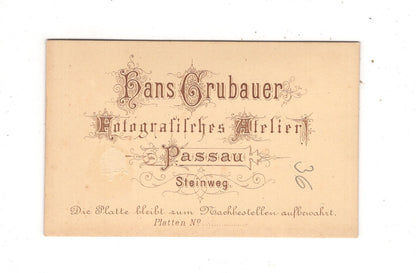 Hans Grubauer
Fotografisches Atelier
Passau
Steinweg
Die Platte bleibt zum Nachbestellen aufbewahrt.
Platten No
36